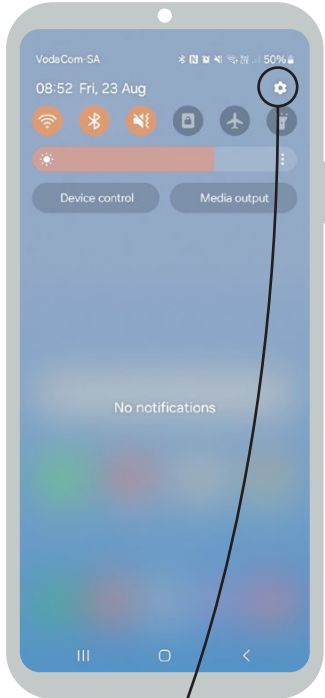 VodaCom-SA 50%
08:52 Fri, 23 Aug
Device control Media output
No notifications